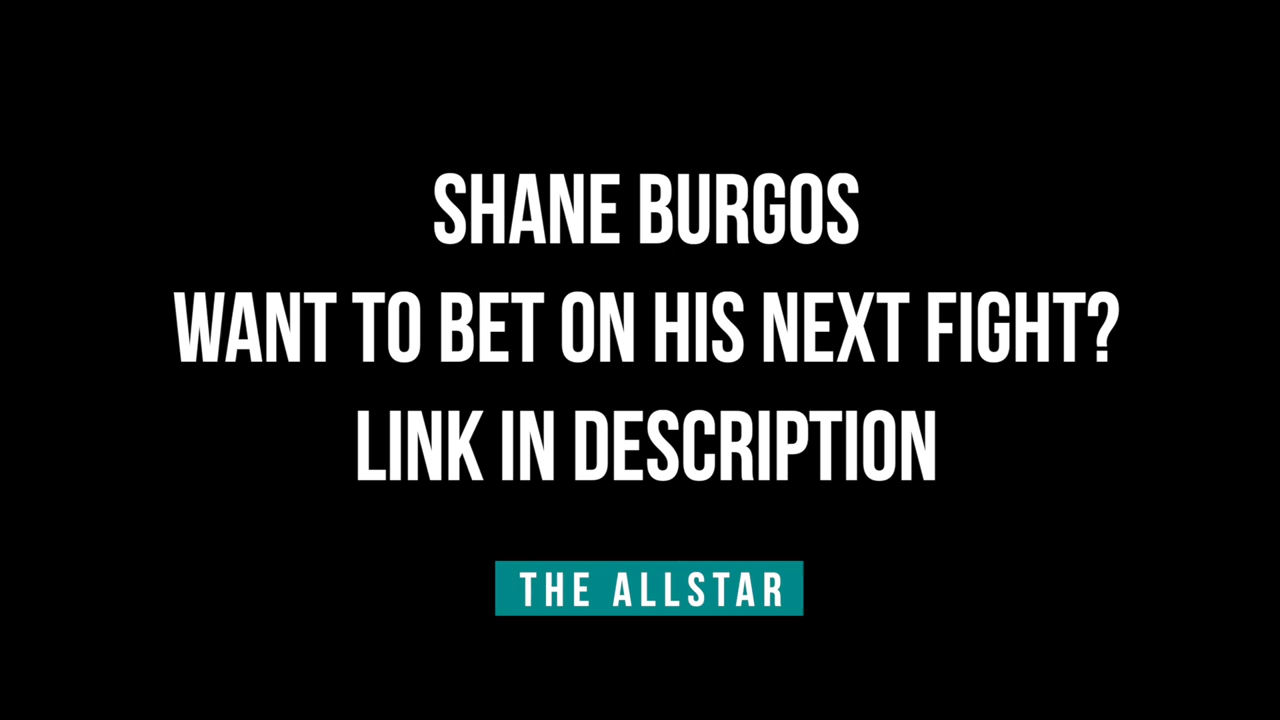 SHANE BURGOS
WANT TO BET ON HIS NEXT FIGHT?
LINK IN DESCRIPTION
THE ALLSTAR